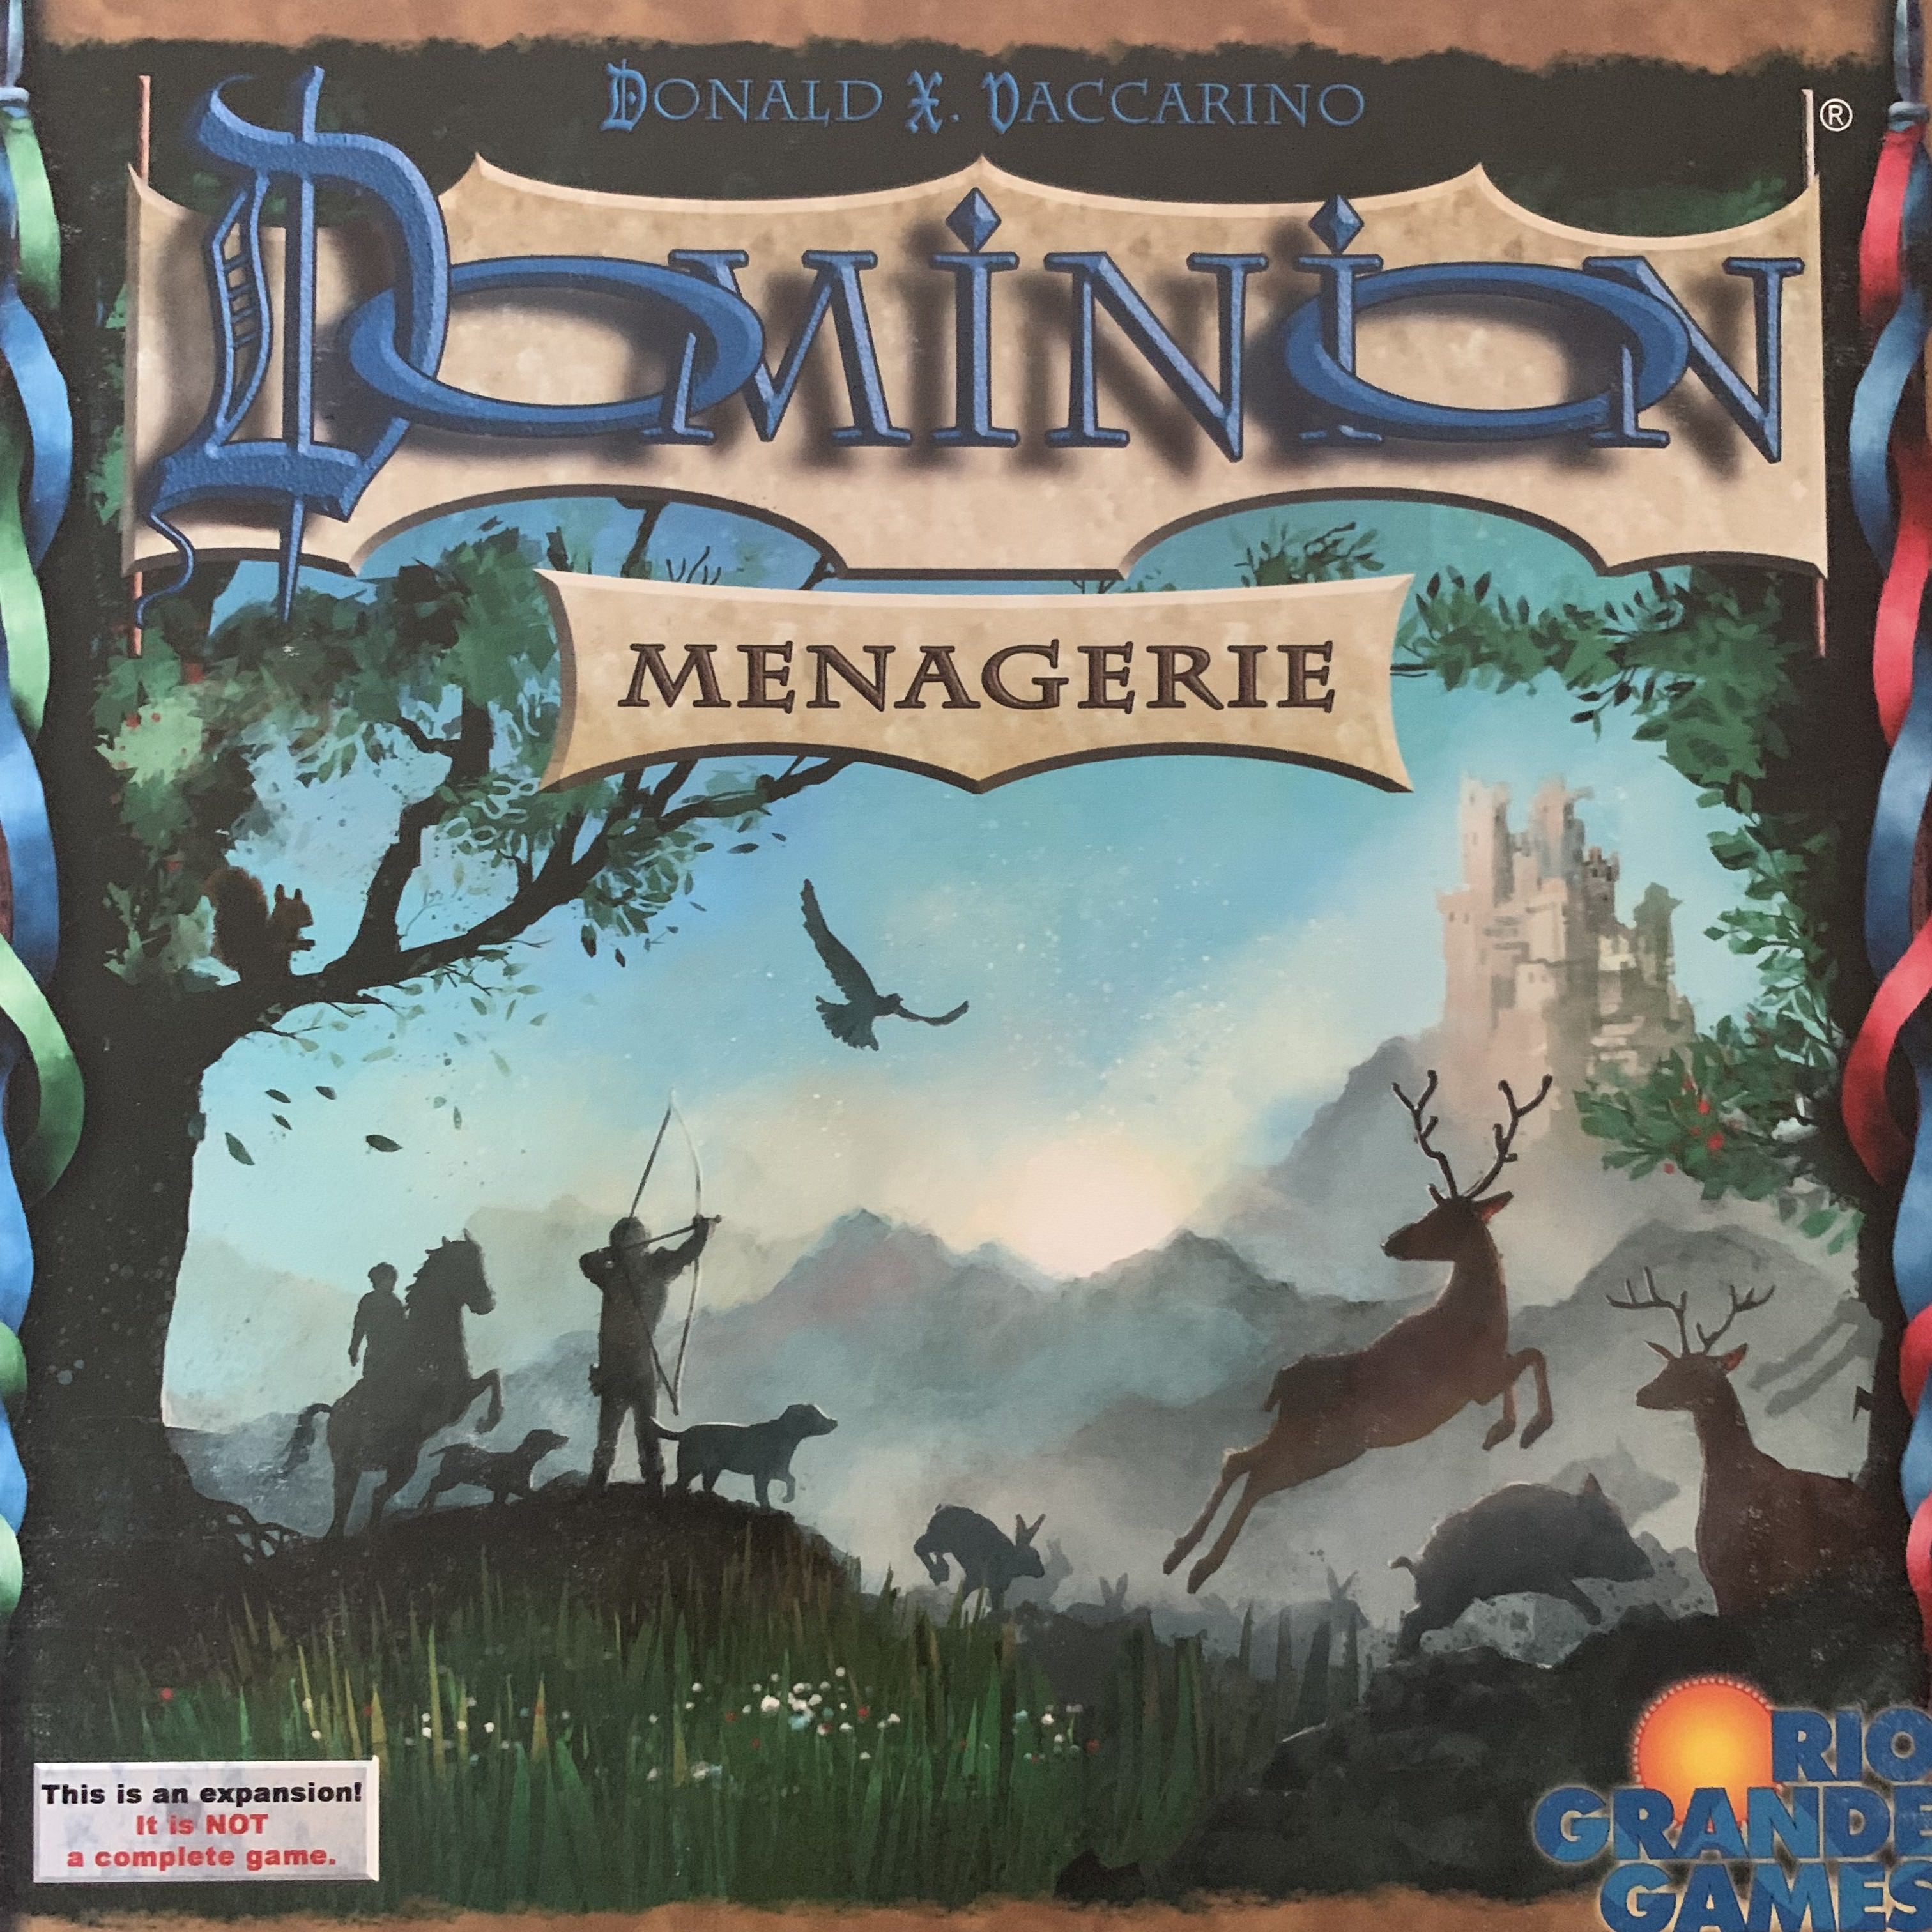 DONALD X. VACCARINO
DOMINION ®
MENAGERIE
This is an expansion!
It is NOT
a complete game.
RIO
GRANDE
GAMES